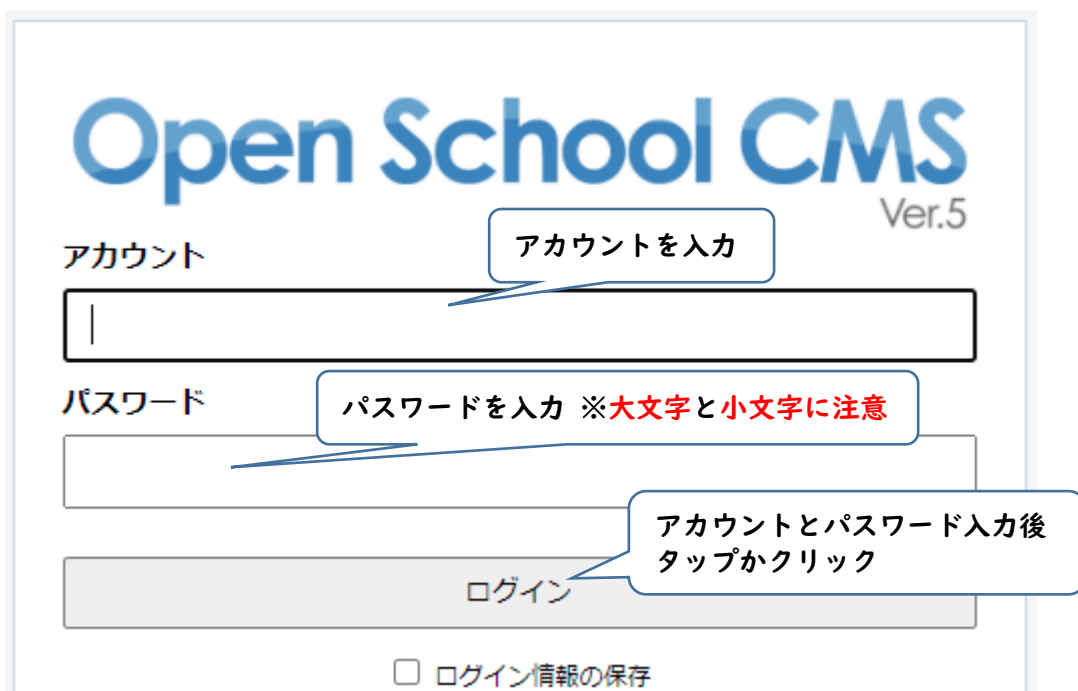 Open School CMS
Ver.5
アカウント
アカウントを入力
パスワード
パスワードを入力 ※大文字と小文字に注意
アカウントとパスワード入力後
タップかクリック
ログイン
ログイン情報の保存